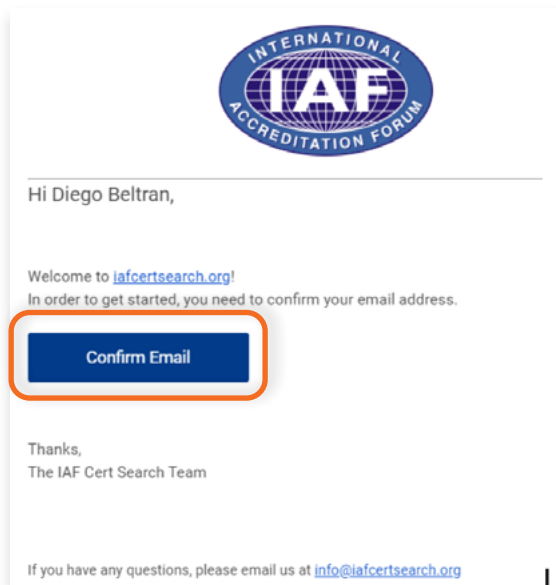 INTERNATIONAL
IAF
ACCREDITATION FORUM
Hi Diego Beltran,
Welcome to iafcertsearch.org!
In order to get started, you need to confirm your email address.
Confirm Email
Thanks,
The IAF Cert Search Team
If you have any questions, please email us at info@iafcertsearch.org